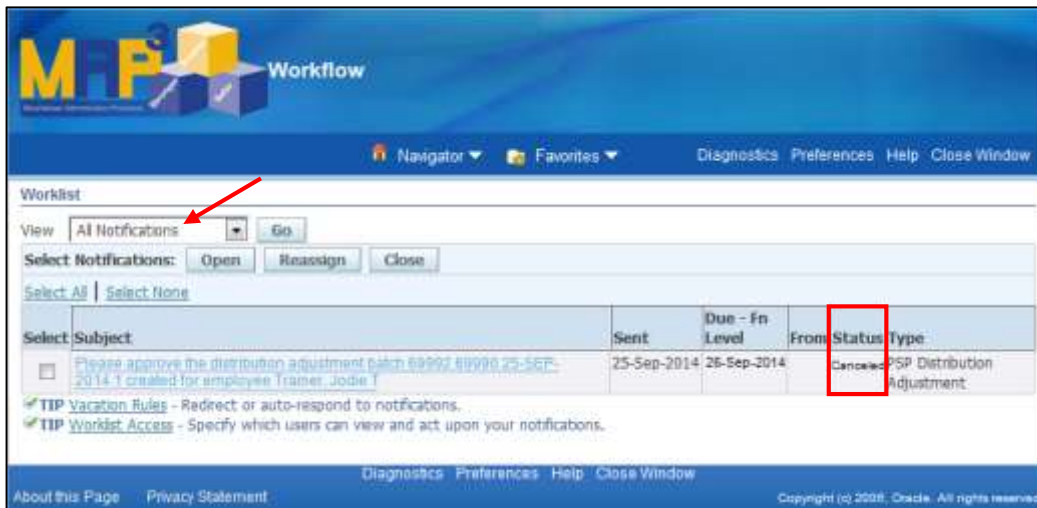 MAP³
Workflow
Navigator Favorites Diagnostics Preferences Help Close Window
Worklist
View All Notifications Go
Select Notifications: Open Reassign Close
Select All | Select None
Select Subject Sent Due - Fn Level From Status Type
Please approve the distribution adjustment batch 69992 69990 25-SEP-
2014 1 created for employee Trainer, Jodie T
25-Sep-2014 26-Sep-2014 Canceled PSP Distribution
Adjustment
TIP Vacation Rules - Redirect or auto-respond to notifications.
TIP Worklist Access - Specify which users can view and act upon your notifications.
Diagnostics Preferences Help Close Window
About this Page Privacy Statement Copyright (c) 2006, Oracle. All rights reserved